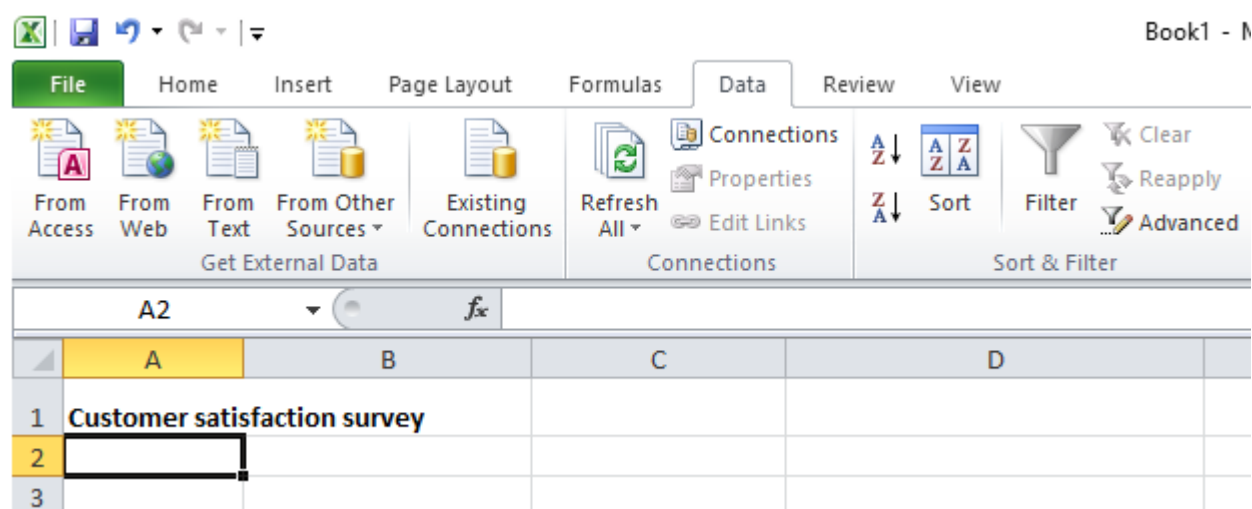 Book1 - M
File Home Insert Page Layout Formulas Data Review View
From Access
From Web
From Text
From Other Sources
Existing Connections
Get External Data
Refresh All
Connections
Properties
Edit Links
Connections
A Z
Z A
A Z Z A
Sort
Filter
Clear
Reapply
Advanced
Sort & Filter
A2 fx
A B C D
1 Customer satisfaction survey
2
3